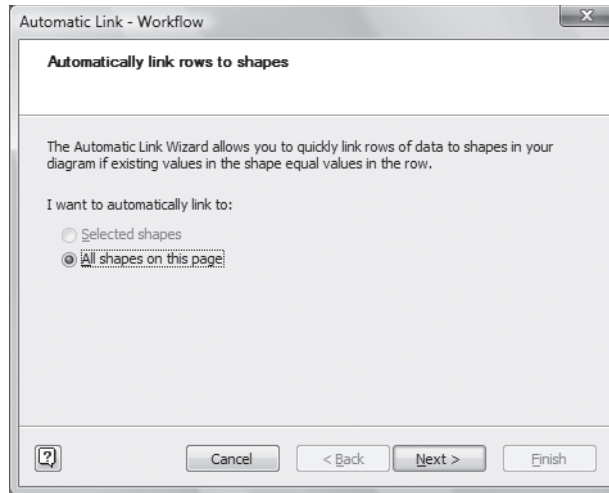 Automatic Link - Workflow
Automatically link rows to shapes
The Automatic Link Wizard allows you to quickly link rows of data to shapes in your
diagram if existing values in the shape equal values in the row.
I want to automatically link to:
Selected shapes
All shapes on this page
Cancel
< Back
Next >
Finish